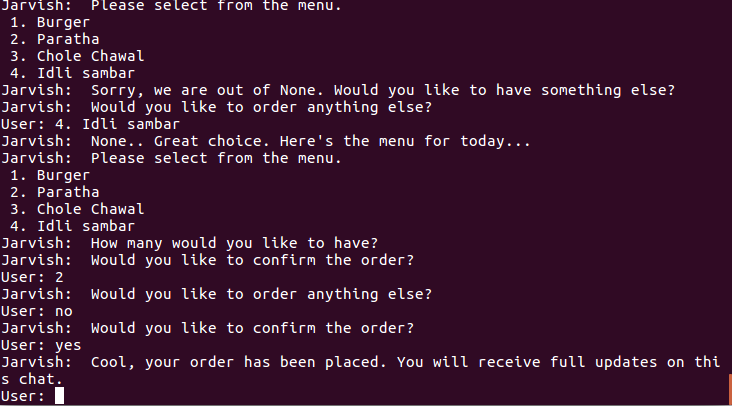 Jarvish:  Please select from the menu.
 1. Burger
 2. Paratha
 3. Chole Chawal
 4. Idli sambar
Jarvish:  Sorry, we are out of None. Would you like to have something else?
Jarvish:  Would you like to order anything else?
User: 4. Idli sambar
Jarvish:  None.. Great choice. Here's the menu for today...
Jarvish:  Please select from the menu.
 1. Burger
 2. Paratha
 3. Chole Chawal
 4. Idli sambar
Jarvish:  How many would you like to have?
Jarvish:  Would you like to confirm the order?
User: 2
Jarvish:  Would you like to order anything else?
User: no
Jarvish:  Would you like to confirm the order?
User: yes
Jarvish:  Cool, your order has been placed. You will receive full updates on thi
s chat.
User: